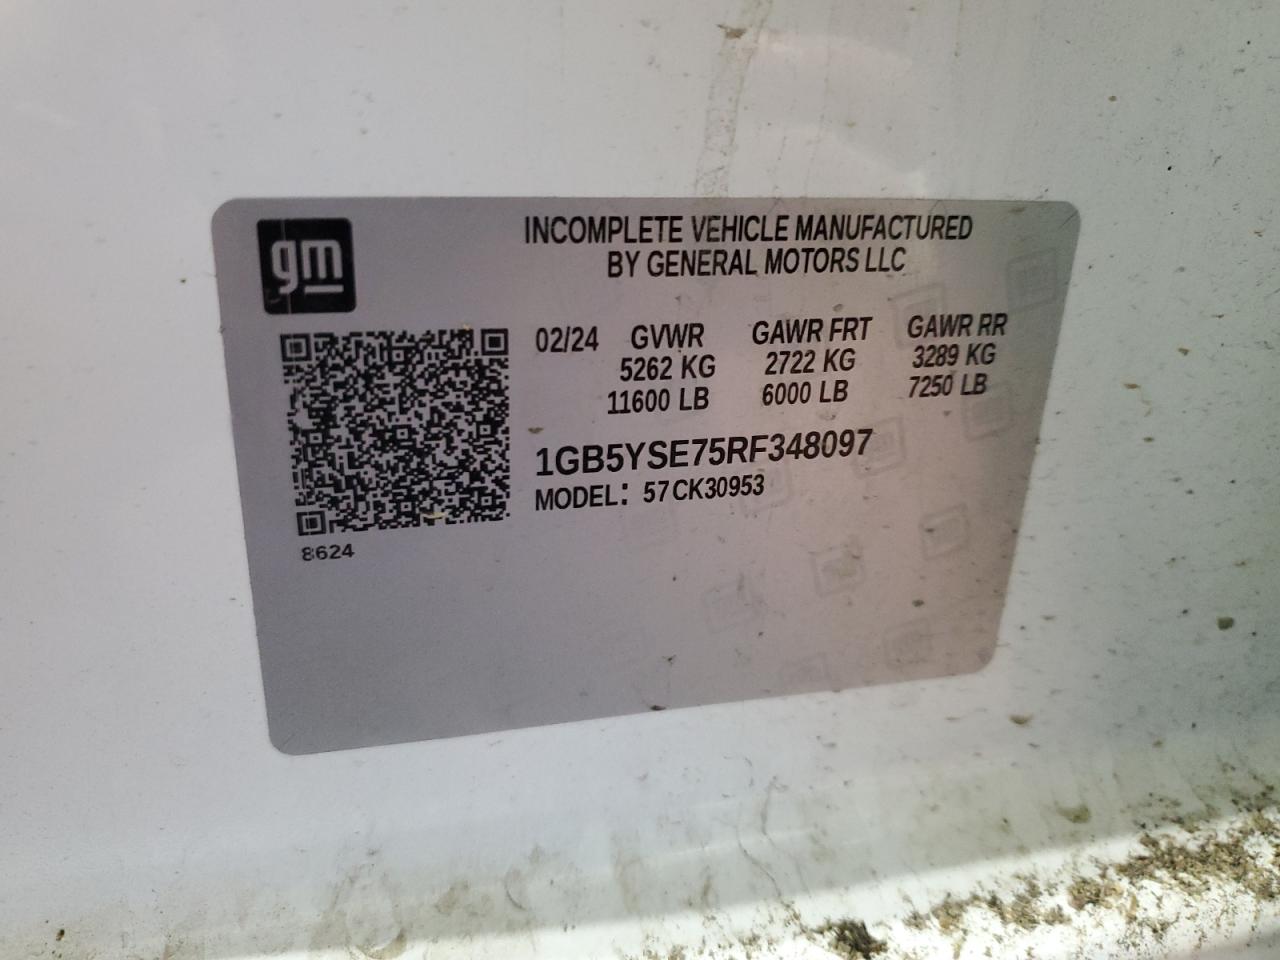 gm
INCOMPLETE VEHICLE MANUFACTURED
BY GENERAL MOTORS LLC
02/24 GVWR GAWR FRT GAWR RR
5262 KG 2722 KG 3289 KG
11600 LB 6000 LB 7250 LB
1GB5YSE75RF348097
MODEL: 57CK30953
8624